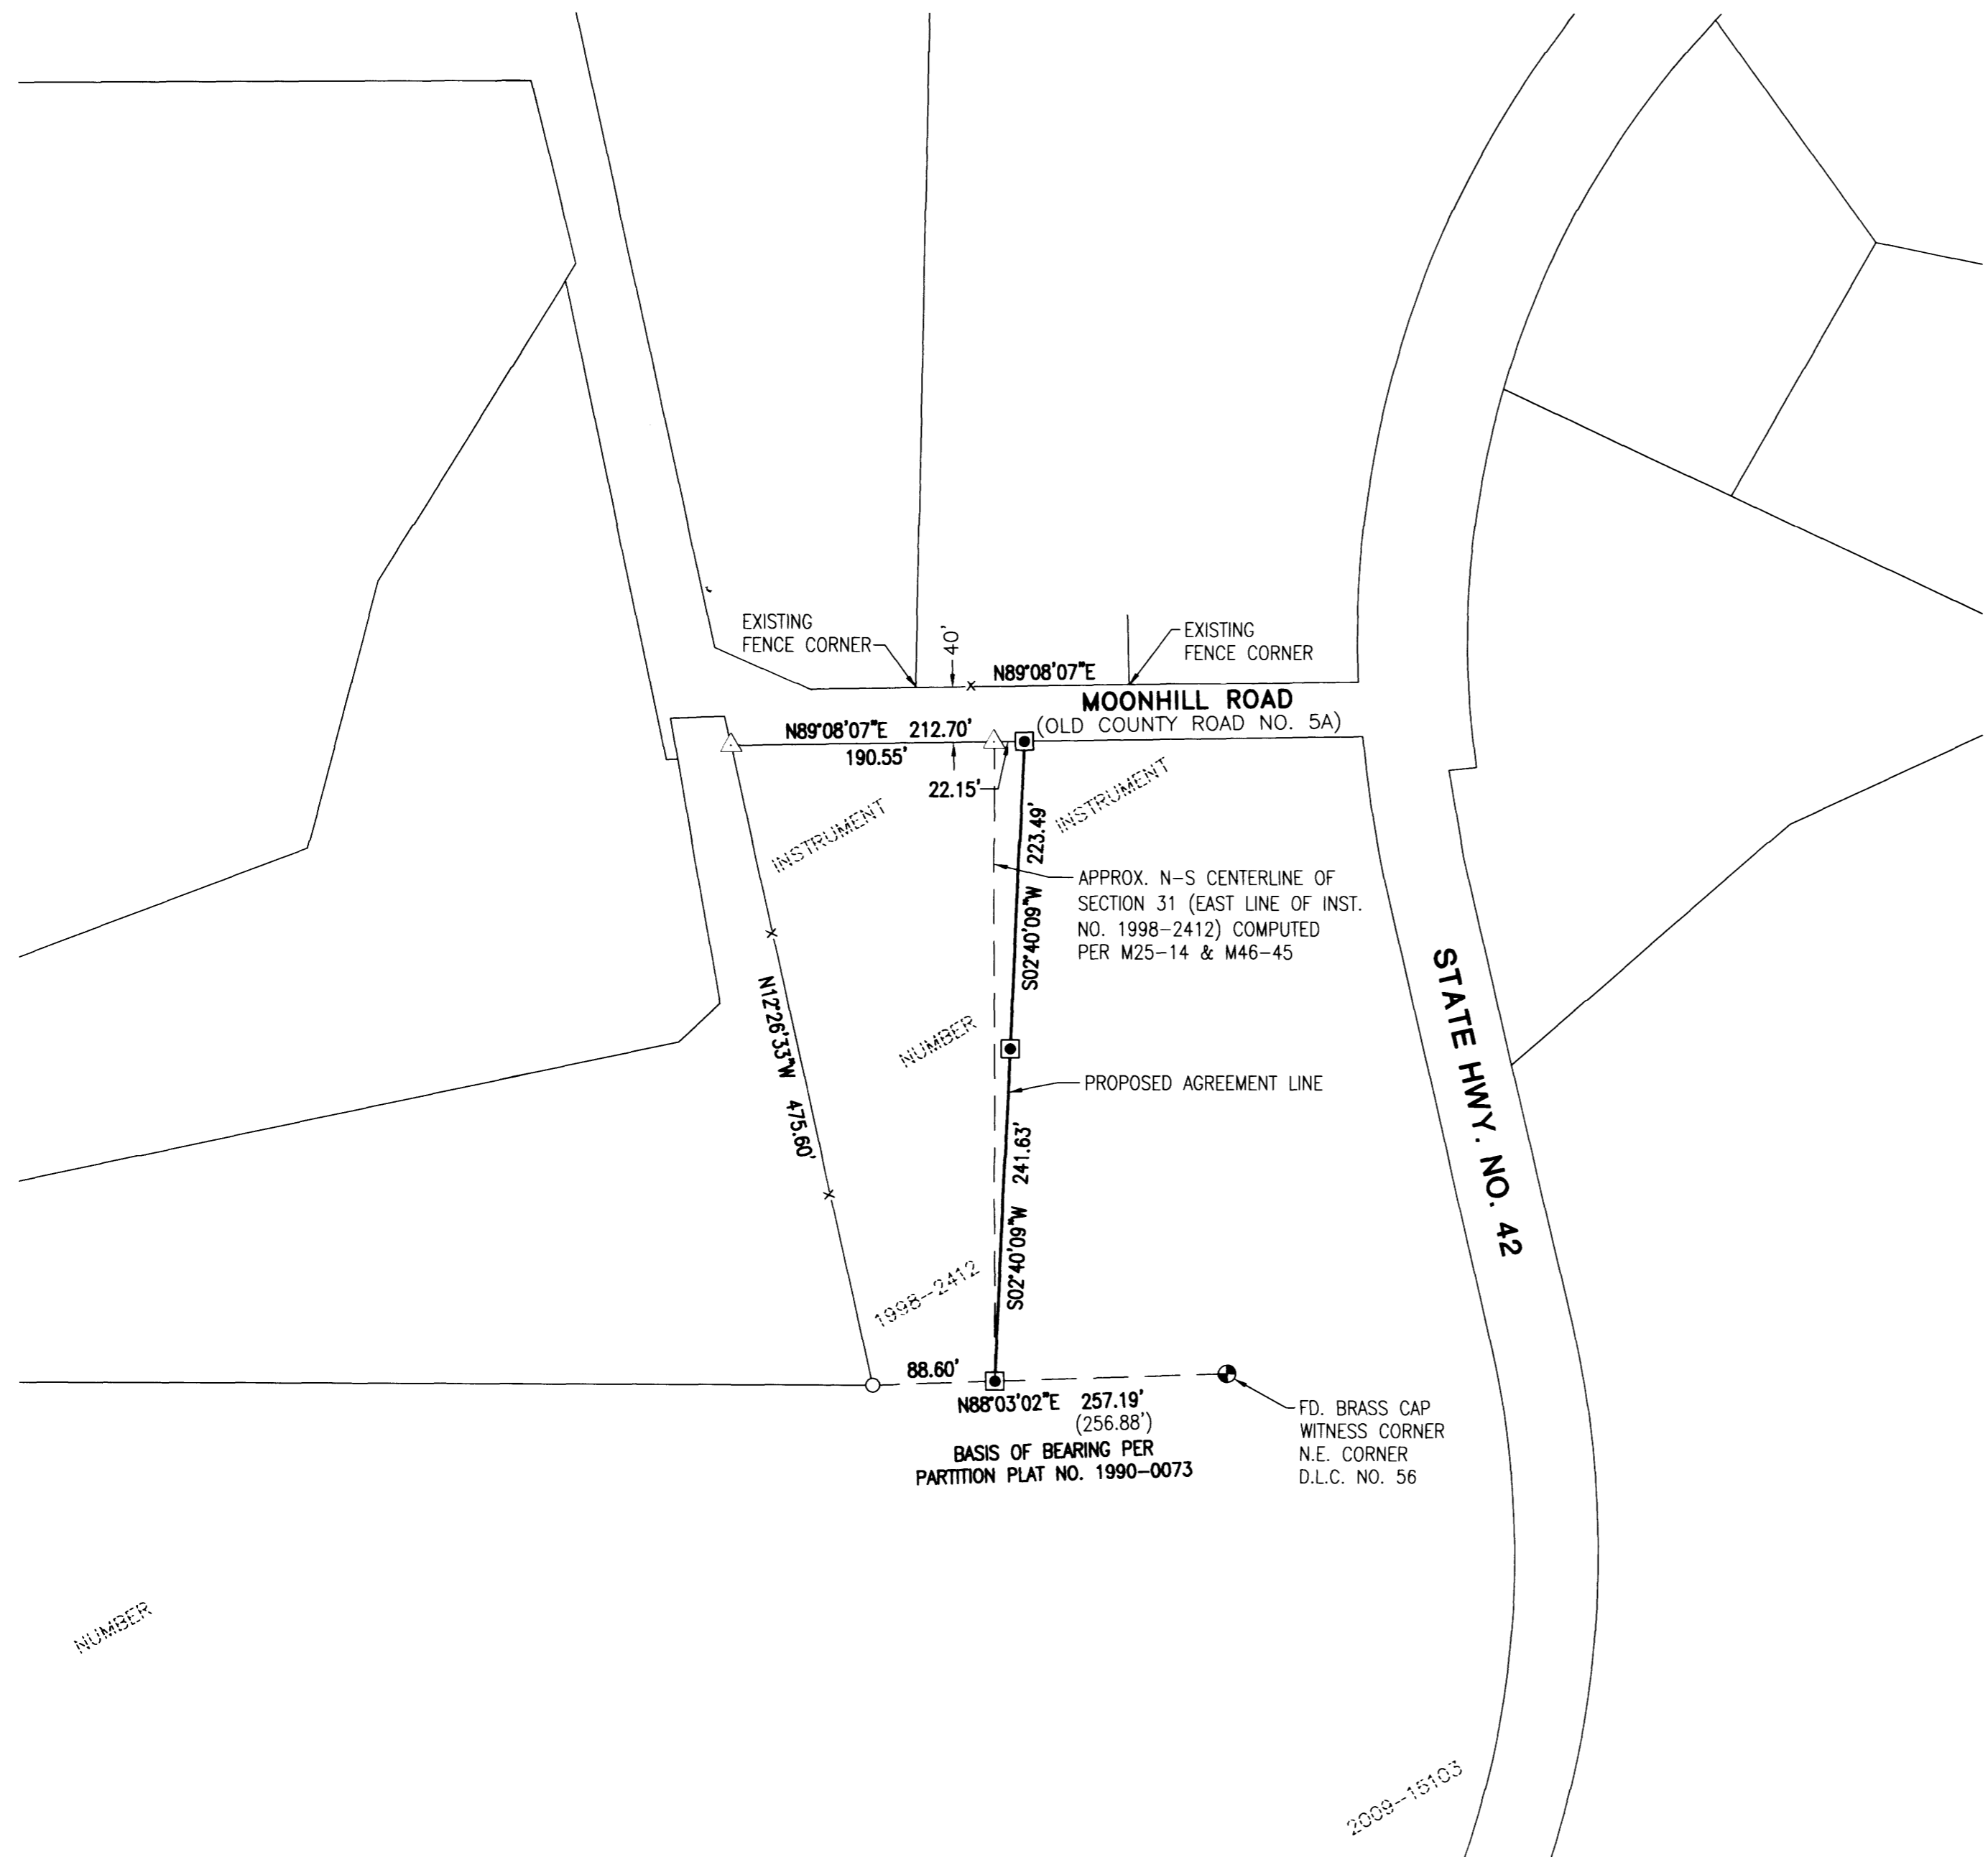 EXISTING
FENCE CORNER
40'
N89°08'07"E
EXISTING
FENCE CORNER
MOONHILL ROAD
(OLD COUNTY ROAD NO. 5A)
N89°08'07"E 212.70'
190.55'
22.15'
INSTRUMENT
INSTRUMENT
S02°40'09"W 223.49'
APPROX. N-S CENTERLINE OF
SECTION 31 (EAST LINE OF INST.
NO. 1998-2412) COMPUTED
PER M25-14 & M46-45
STATE HWY. NO. 42
N12°26'33"W 475.60'
NUMBER
PROPOSED AGREEMENT LINE
S02°40'09"W 241.63'
1998-2412
88.60'
N88°03'02"E 257.19'
(256.88')
BASIS OF BEARING PER
PARTITION PLAT NO. 1990-0073
FD. BRASS CAP
WITNESS CORNER
N.E. CORNER
D.L.C. NO. 56
NUMBER
2009-15103